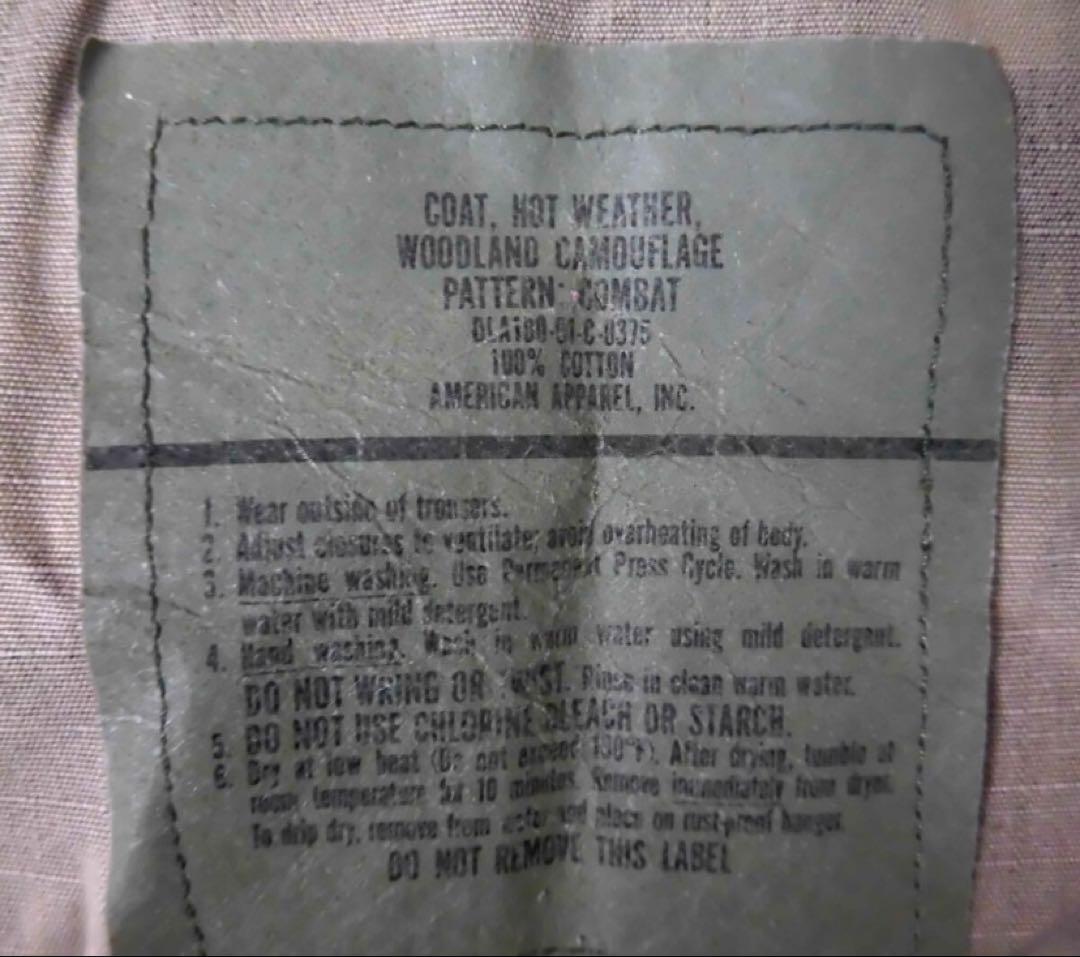 COAT, HOT WEATHER,
WOODLAND CAMOUFLAGE
PATTERN: COMBAT
DLA100-91-C-0375
100% COTTON
AMERICAN APPAREL, INC.
1. Wear outside of trousers.
2. Adjust closures to ventilate; avoid overheating of body.
3. Machine washing. Use Permanent Press Cycle. Wash in warm
water with mild detergent.
4. Hand washing. Wash in warm water using mild detergent.
DO NOT WRING OR TWIST. Rinse in clean warm water.
5. DO NOT USE CHLORINE BLEACH OR STARCH.
6. Dry at low heat (Do not exceed 130°F). After drying, tumble at
room temperature for 10 minutes. Remove immediately from dryer.
To drip dry, remove from water and place on rust-proof hanger.
DO NOT REMOVE THIS LABEL